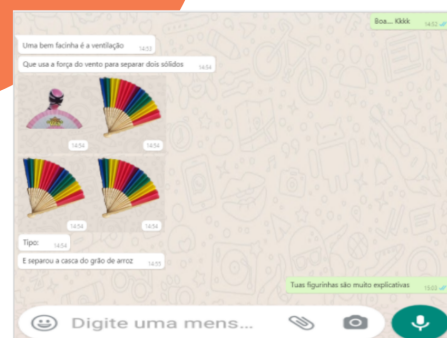 Boa... Kkkk 14:52
Uma bem facinha é a ventilação 14:53
Que usa a força do vento para separar dois sólidos 14:54
14:54 14:54
14:54 14:54
Tipo: 14:54
E separou a casca do grão de arroz 14:55
Tuas figurinhas são muito explicativas 15:03
Digite uma mens...